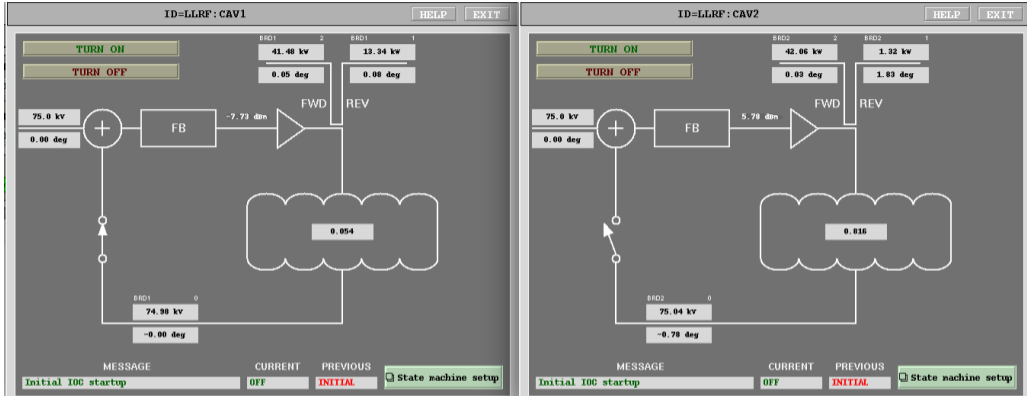 ID=LLRF:CAV1
HELP
EXIT
TURN ON
TURN OFF
BRD1 2
41.48 kW
0.05 deg
BRD1 1
13.34 kW
0.08 deg
FWD REV
75.0 kV
0.00 deg
+
FB
-7.73 dBm
0.054
BRD1 0
74.98 kV
-0.00 deg
MESSAGE CURRENT PREVIOUS
Initial IOC startup OFF INITIAL
State machine setup
ID=LLRF:CAV2
HELP
EXIT
TURN ON
TURN OFF
BRD2 2
42.06 kW
0.03 deg
BRD2 1
1.32 kW
1.83 deg
FWD REV
75.0 kV
0.00 deg
+
FB
5.78 dBm
0.816
BRD2 0
75.04 kV
-0.78 deg
MESSAGE CURRENT PREVIOUS
Initial IOC startup OFF INITIAL
State machine setup